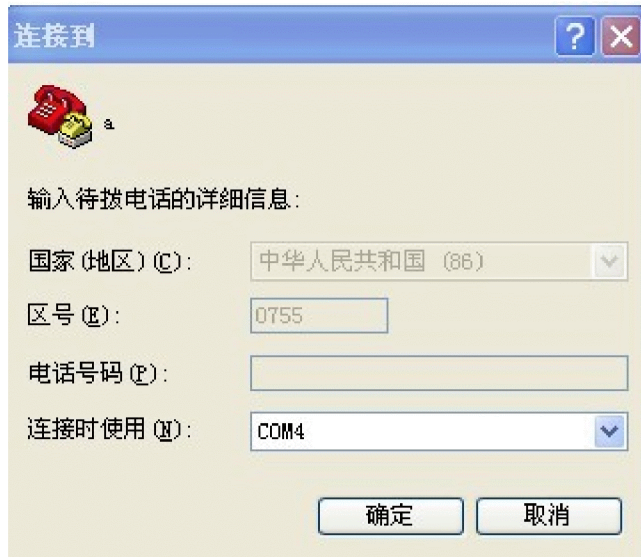 连接到
a
输入待拨电话的详细信息:
国家(地区)(C): 中华人民共和国 (86)
区号(E): 0755
电话号码(P):
连接时使用(N): COM4
确定 取消